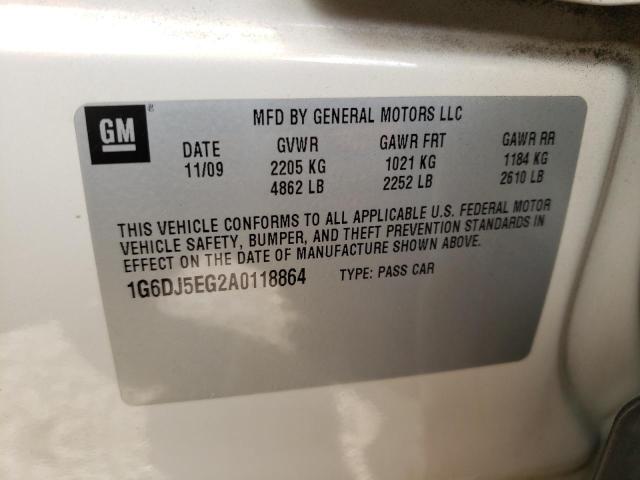 GM
MFD BY GENERAL MOTORS LLC
DATE GVWR GAWR FRT GAWR RR
11/09 2205 KG 1021 KG 1184 KG
4862 LB 2252 LB 2610 LB
THIS VEHICLE CONFORMS TO ALL APPLICABLE U.S. FEDERAL MOTOR
VEHICLE SAFETY, BUMPER, AND THEFT PREVENTION STANDARDS IN
EFFECT ON THE DATE OF MANUFACTURE SHOWN ABOVE.
1G6DJ5EG2A0118864 TYPE: PASS CAR